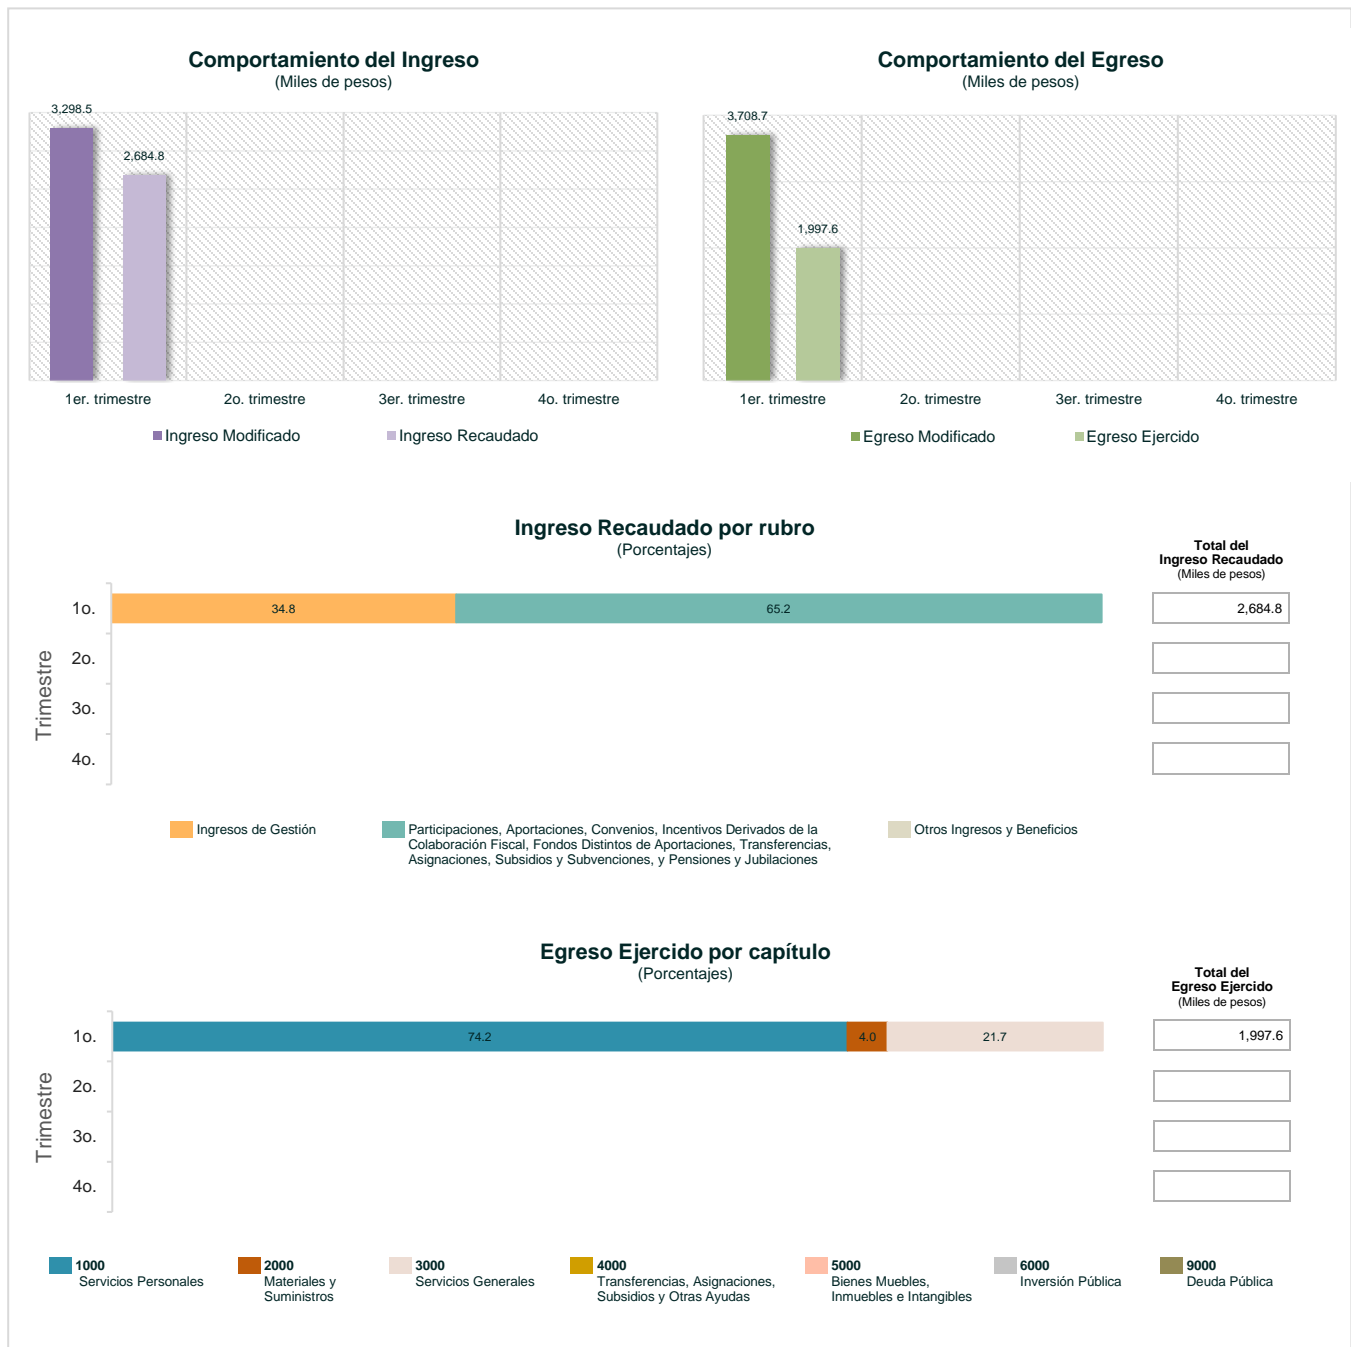 Comportamiento del Ingreso
(Miles de pesos)
3,298.5
2,684.8
1er. trimestre
2o. trimestre
3er. trimestre
4o. trimestre
Ingreso Modificado
Ingreso Recaudado
Comportamiento del Egreso
(Miles de pesos)
3,708.7
1,997.6
1er. trimestre
2o. trimestre
3er. trimestre
4o. trimestre
Egreso Modificado
Egreso Ejercido
Ingreso Recaudado por rubro
(Porcentajes)
Total del
Ingreso Recaudado
(Miles de pesos)
Trimestre
1o.
34.8
65.2
2,684.8
2o.
3o.
4o.
Ingresos de Gestión
Participaciones, Aportaciones, Convenios, Incentivos Derivados de la
Colaboración Fiscal, Fondos Distintos de Aportaciones, Transferencias,
Asignaciones, Subsidios y Subvenciones, y Pensiones y Jubilaciones
Otros Ingresos y Beneficios
Egreso Ejercido por capítulo
(Porcentajes)
Total del
Egreso Ejercido
(Miles de pesos)
Trimestre
1o.
74.2
4.0
21.7
1,997.6
2o.
3o.
4o.
1000
Servicios Personales
2000
Materiales y
Suministros
3000
Servicios Generales
4000
Transferencias, Asignaciones,
Subsidios y Otras Ayudas
5000
Bienes Muebles,
Inmuebles e Intangibles
6000
Inversión Pública
9000
Deuda Pública